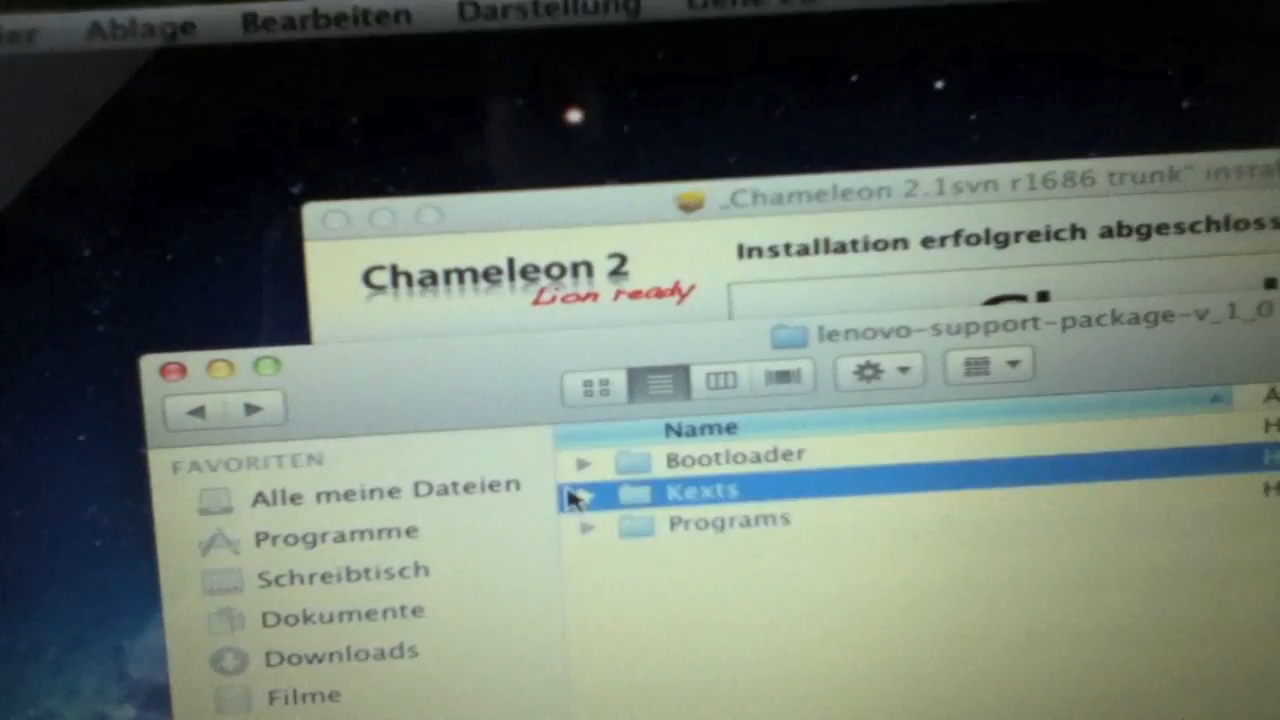 Ablage Bearbeiten Darstellung
„Chameleon 2.1svn r1686 trunk“
Chameleon 2
Lion ready
Installation erfolgreich
lenovo-support-package-v_1_0
FAVORITEN
Alle meine Dateien
Programme
Schreibtisch
Dokumente
Downloads
Filme
Name
Bootloader
Kexts
Programs